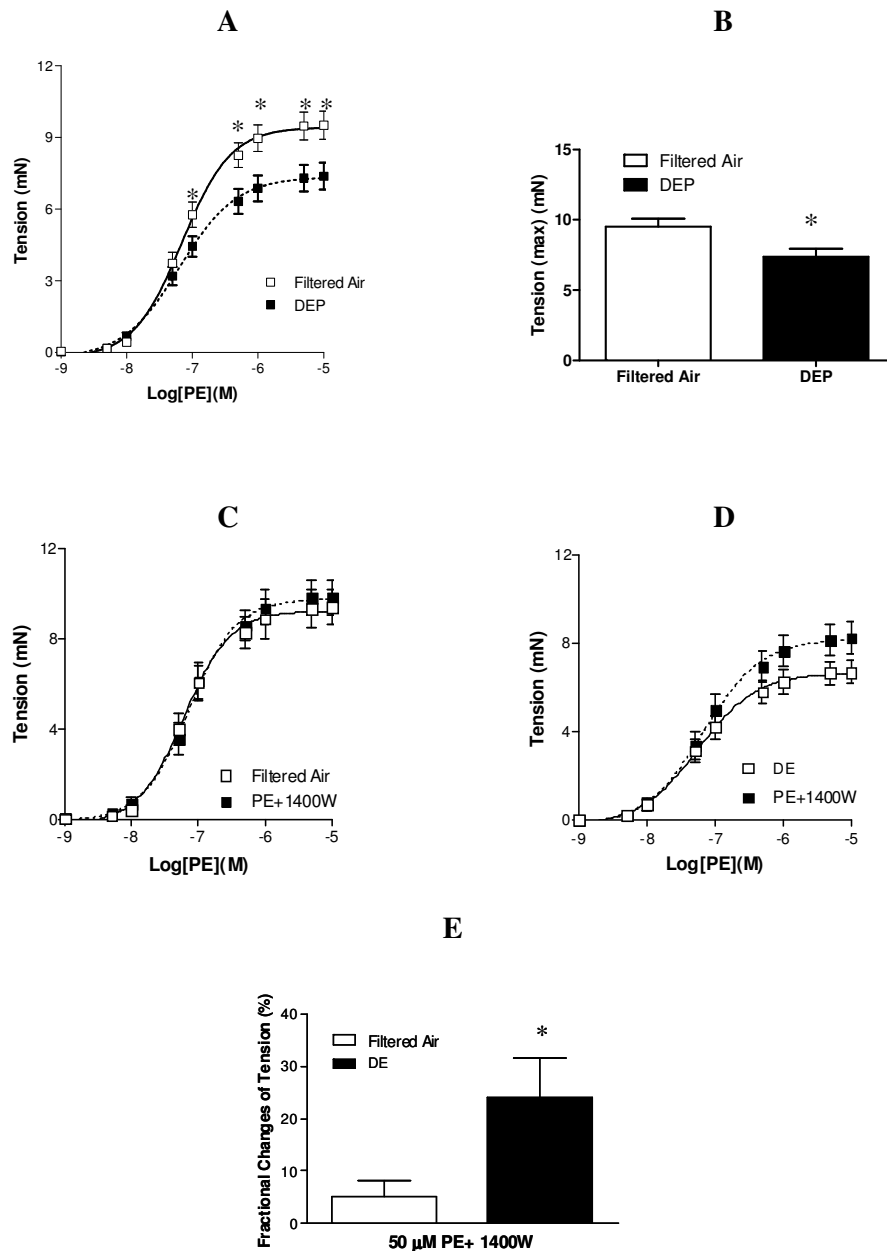 A
12
9
6
3
0
Tension (mN)
* * * * *
Filtered Air
DEP
-9 -8 -7 -6 -5
Log[PE](M)
B
15
10
5
0
Tension (max) (mN)
Filtered Air
DEP
*
Filtered Air DEP
C
12
8
4
0
Tension (mN)
Filtered Air
PE+1400W
-9 -8 -7 -6 -5
Log[PE](M)
D
12
8
4
0
Tension (mN)
DE
PE+1400W
-9 -8 -7 -6 -5
Log[PE](M)
E
40
30
20
10
0
Fractional Changes of Tension (%)
Filtered Air
DE
*
50 µM PE+ 1400W